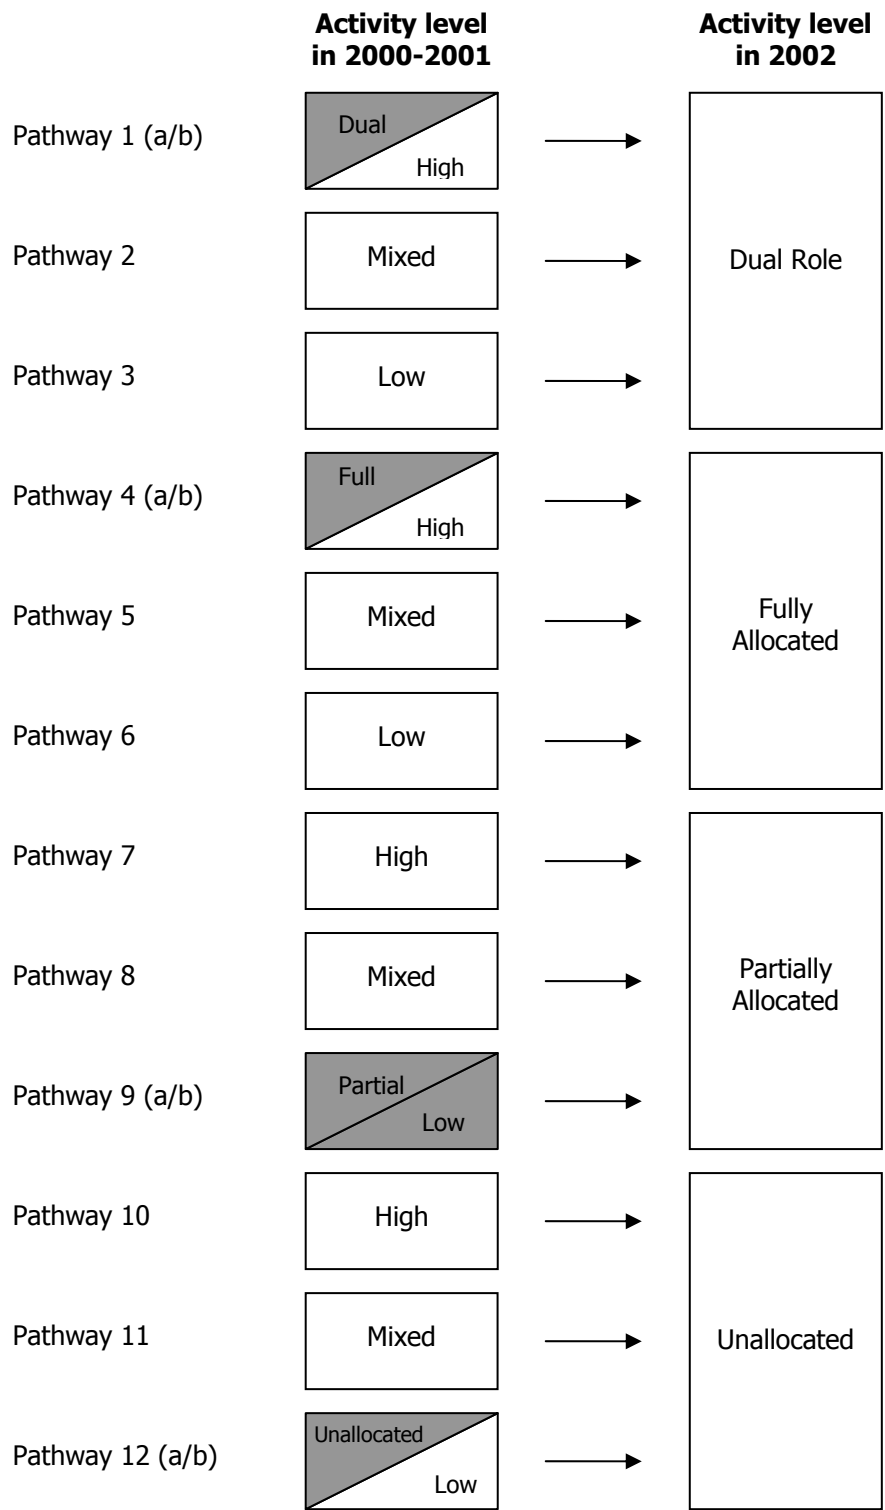 Activity level
in 2000-2001
Activity level
in 2002
Pathway 1 (a/b)
Dual
High
Pathway 2
Mixed
Dual Role
Pathway 3
Low
Pathway 4 (a/b)
Full
High
Pathway 5
Mixed
Fully
Allocated
Pathway 6
Low
Pathway 7
High
Pathway 8
Mixed
Partially
Allocated
Pathway 9 (a/b)
Partial
Low
Pathway 10
High
Pathway 11
Mixed
Unallocated
Pathway 12 (a/b)
Unallocated
Low